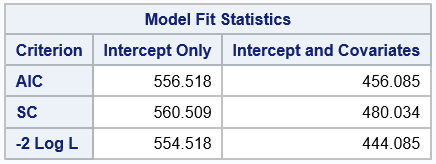 Model Fit Statistics
Criterion Intercept Only Intercept and Covariates
AIC 556.518 456.085
SC 560.509 480.034
-2 Log L 554.518 444.085